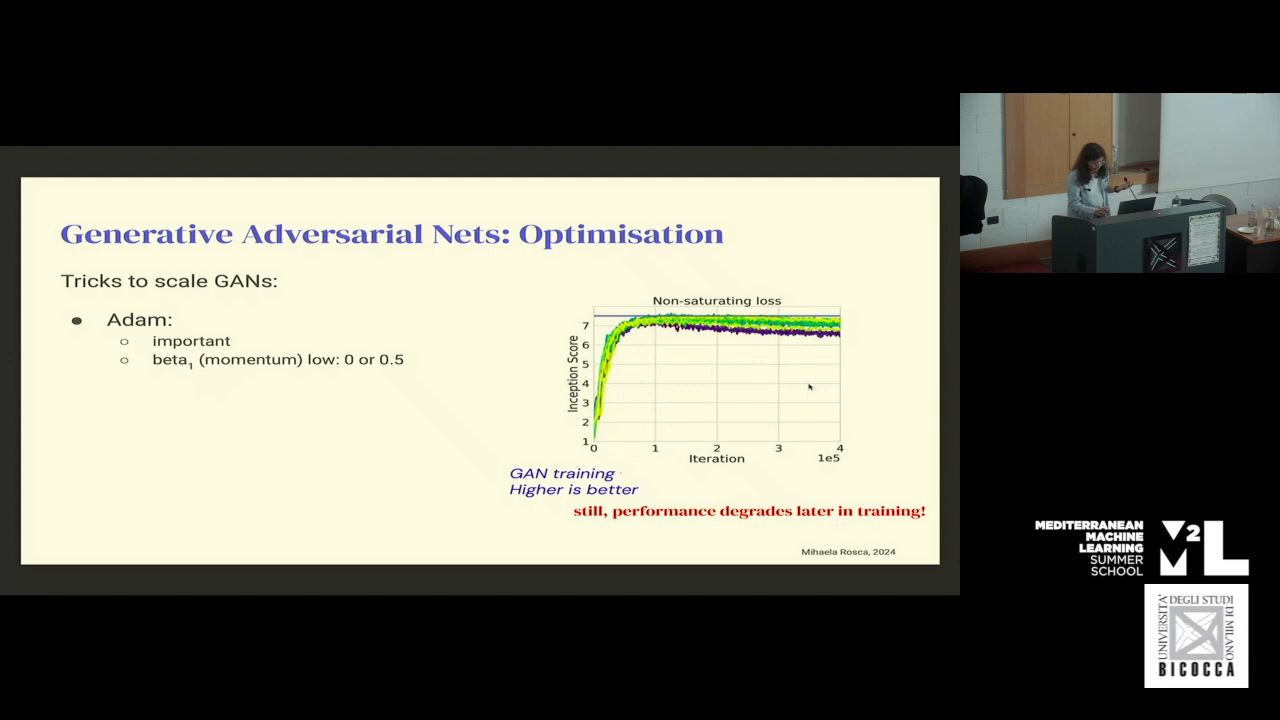 Generative Adversarial Nets: Optimisation
Tricks to scale GANs:
● Adam:
○ important
○ beta1 (momentum) low: 0 or 0.5
Non-saturating loss
Inception Score
7
6
5
4
3
2
1
0 1 2 3 4
1e5
Iteration
GAN training
Higher is better
still, performance degrades later in training!
Mihaela Rosca, 2024
MEDITERRANEAN
MACHINE
LEARNING
SUMMER
SCHOOL
M2L
UNIVERSITA'
DEGLI STUDI
DI MILANO
BICOCCA